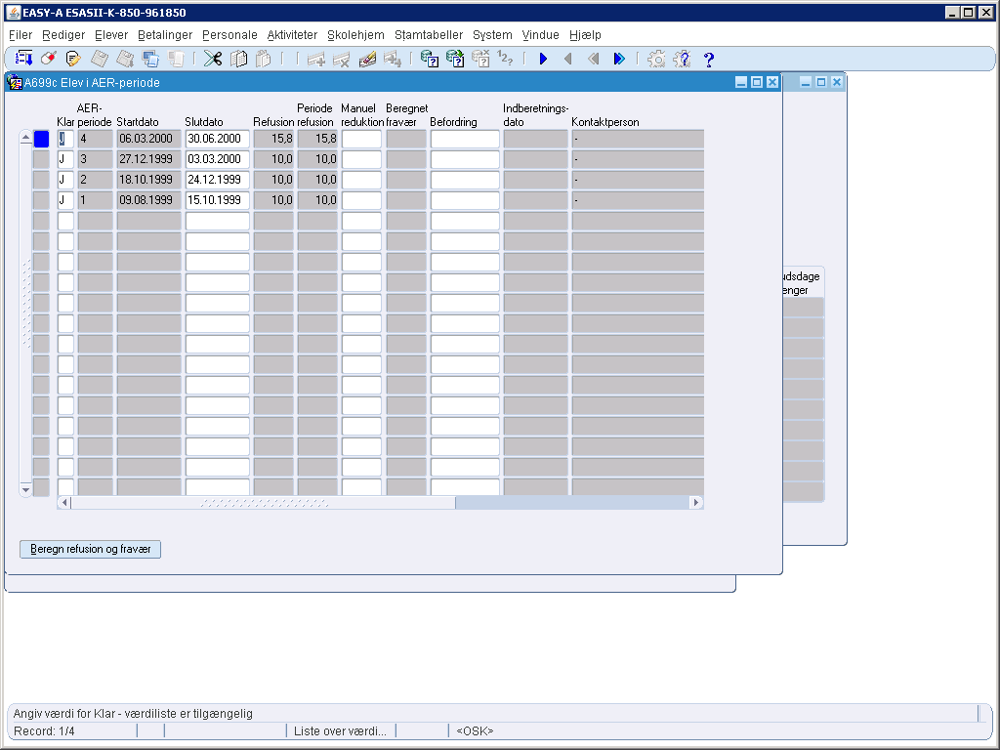 EASY-A ESASII-K-850-961850
Filer Rediger Elever Betalinger Personale Aktiviteter Skolehjem Stamtabeller System Vindue Hjælp
A699c Elev i AER-periode
AER- Periode Manuel Beregnet Indberetnings-
Klar periode Startdato Slutdato Refusion refusion reduktion fravær Befordring dato Kontaktperson
J 4 06.03.2000 30.06.2000 15,8 15,8 -
J 3 27.12.1999 03.03.2000 10,0 10,0 -
J 2 18.10.1999 24.12.1999 10,0 10,0 -
J 1 09.08.1999 15.10.1999 10,0 10,0 -
udsdage
enger
Beregn refusion og fravær
Angiv værdi for Klar - værdiliste er tilgængelig
Record: 1/4 Liste over værdi... <OSK>